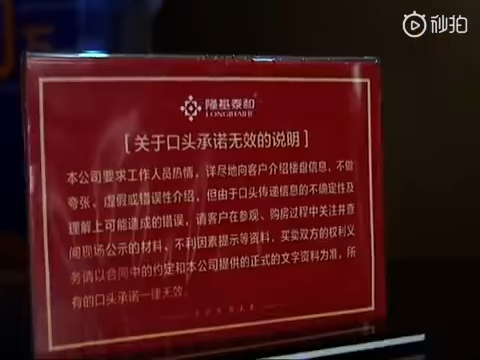 秒拍
隆基泰和
LONGJITAIHE
[关于口头承诺无效的说明]
本公司要求工作人员热情，详尽地向客户介绍楼盘信息，不做
夸张、虚假或错误性介绍，但由于口头传递信息的不确定性及
理解上可能造成的错误，请客户在参观、购房过程中关注并查
阅现场公示的材料、不利因素提示等资料，买卖双方的权利义
务请以合同中的约定和本公司提供的正式的文字资料为准，所
有的口头承诺一律无效。